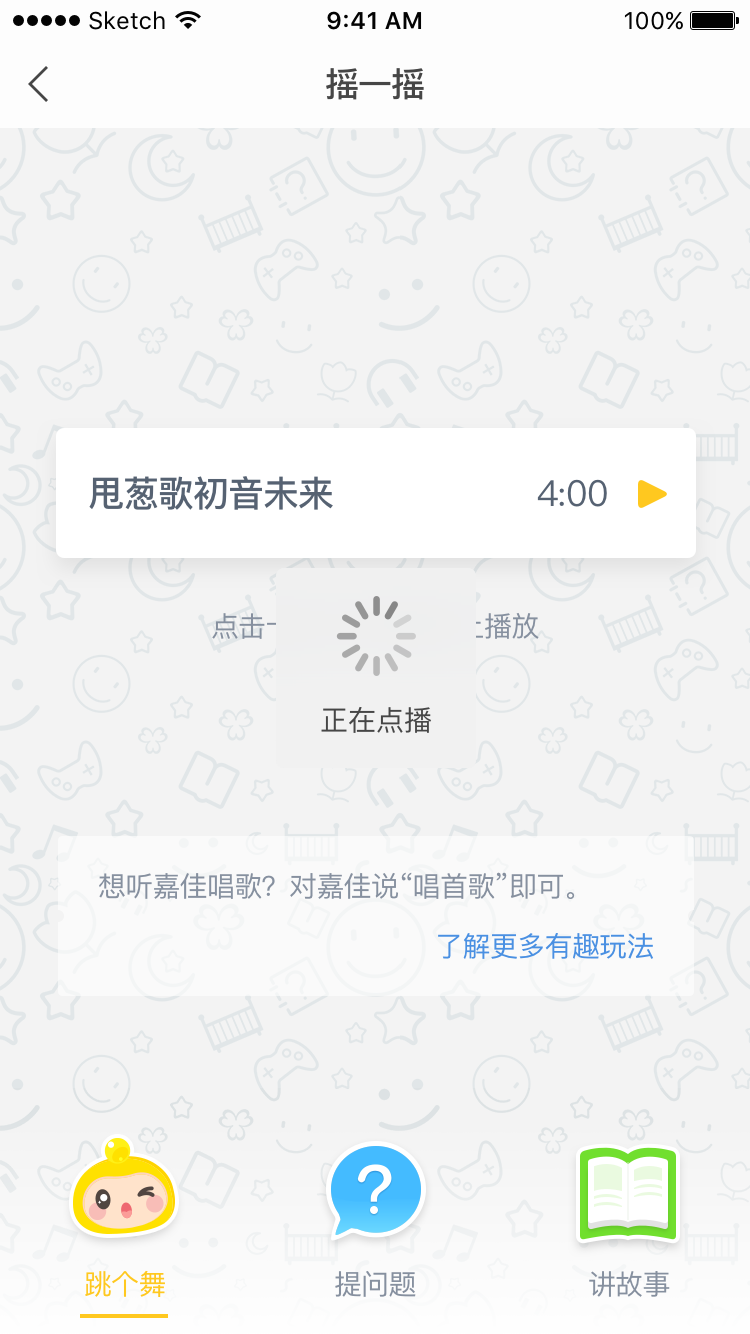 Sketch 9:41 AM 100%
摇一摇
甩葱歌初音未来 4:00
点击 播放
正在点播
想听嘉佳唱歌？对嘉佳说“唱首歌”即可。
了解更多有趣玩法
跳个舞 提问题 讲故事